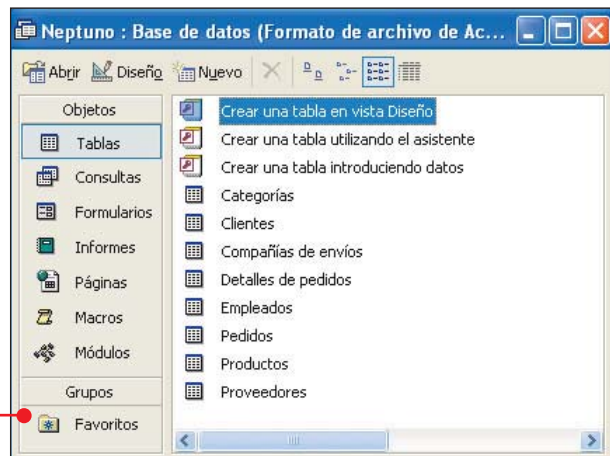 Neptuno : Base de datos (Formato de archivo de Ac...
Abrir Diseño Nuevo
Objetos
Tablas
Consultas
Formularios
Informes
Páginas
Macros
Módulos
Grupos
Favoritos
Crear una tabla en vista Diseño
Crear una tabla utilizando el asistente
Crear una tabla introduciendo datos
Categorías
Clientes
Compañías de envíos
Detalles de pedidos
Empleados
Pedidos
Productos
Proveedores